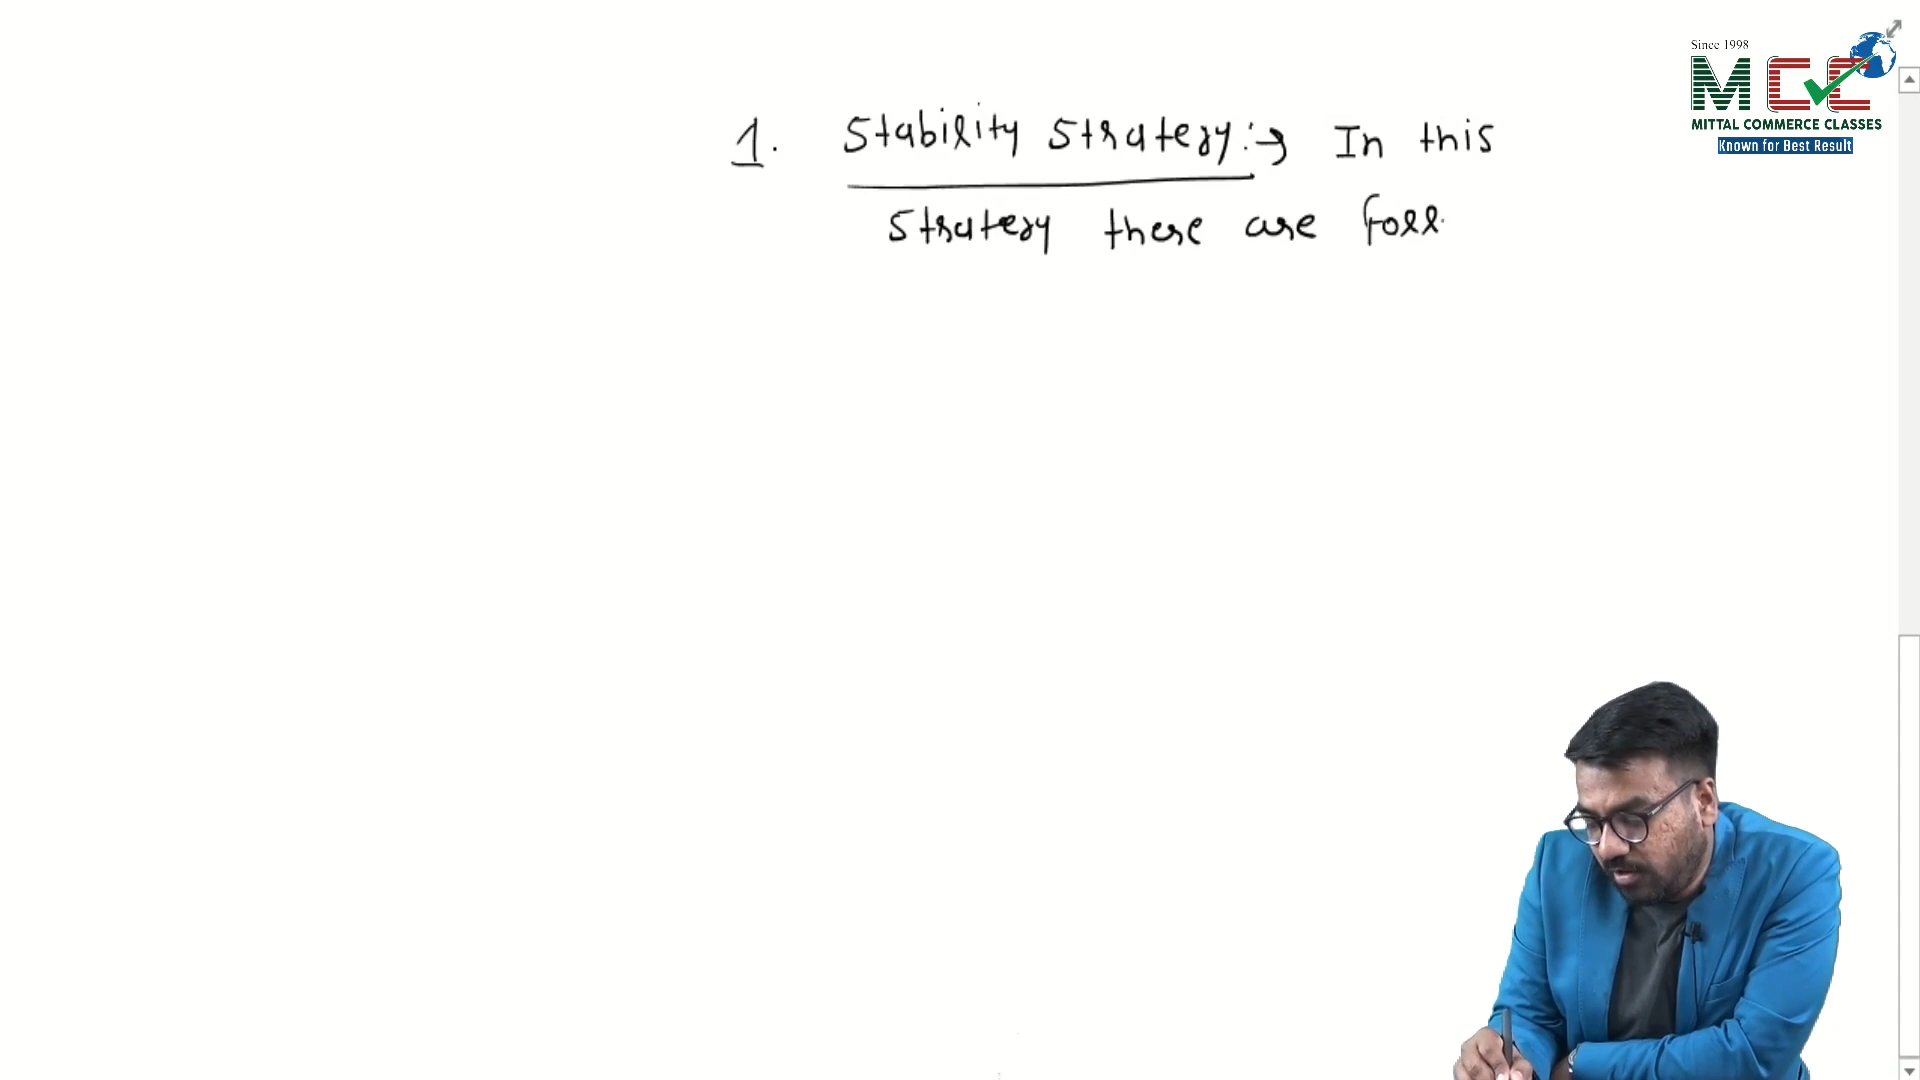 Since 1998
MCC
MITTAL COMMERCE CLASSES
Known for Best Result
1. Stability Strategy :→ In this
Strategy there are foll